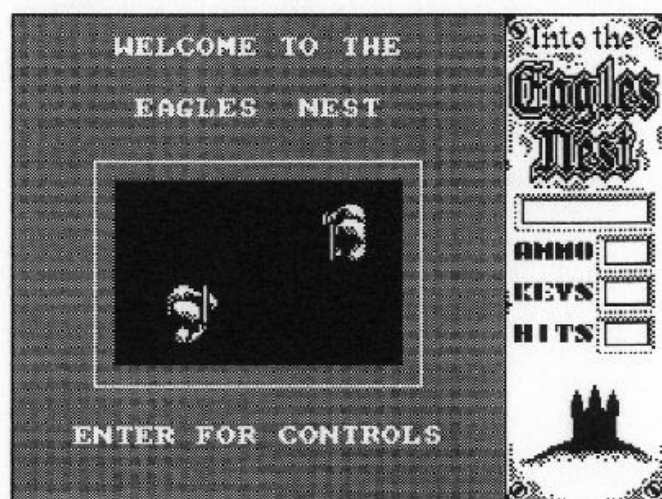 WELCOME TO THE
EAGLES NEST
ENTER FOR CONTROLS
Into the
Eagles
Nest
AMMO
KEYS
HITS